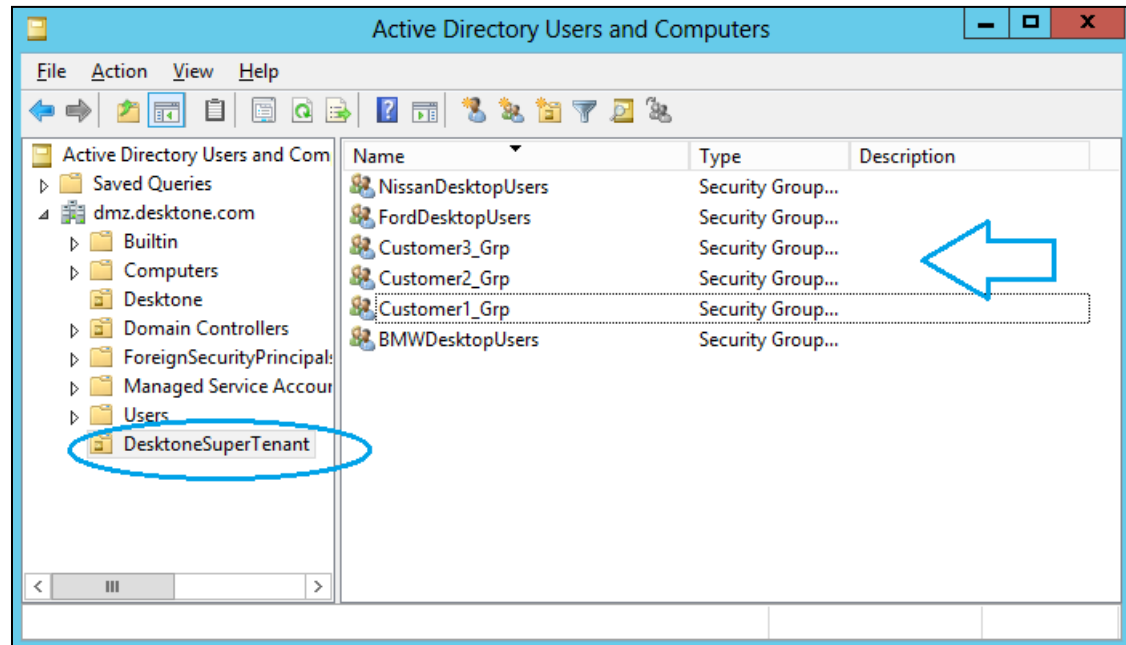 Active Directory Users and Computers
File Action View Help
Active Directory Users and Com
Saved Queries
dmz.desktone.com
Builtin
Computers
Desktone
Domain Controllers
ForeignSecurityPrincipal
Managed Service Accour
Users
DesktoneSuperTenant
Name Type Description
NissanDesktopUsers Security Group...
FordDesktopUsers Security Group...
Customer3_Grp Security Group...
Customer2_Grp Security Group...
Customer1_Grp Security Group...
BMWDesktopUsers Security Group...